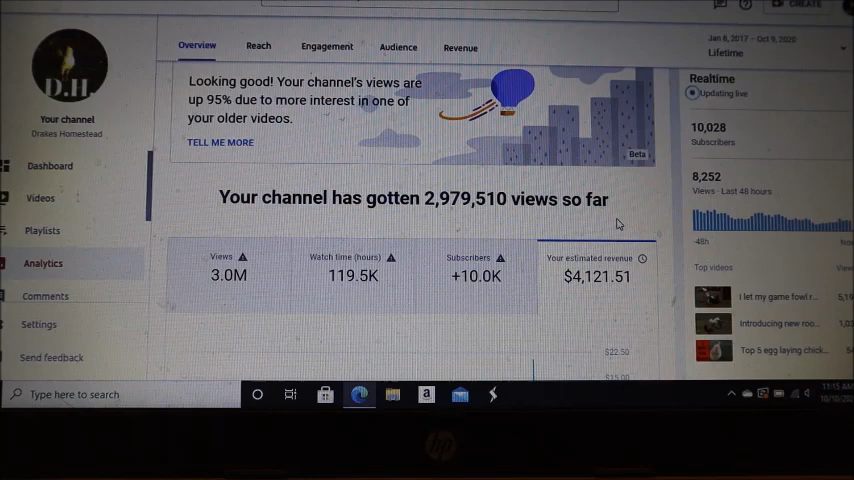 CREATE
Overview
Reach
Engagement
Audience
Revenue
Jan 6, 2017 – Oct 9, 2020
Lifetime
D.H.
Your channel
Drakes Homestead
Dashboard
Videos
Playlists
Analytics
Comments
Settings
Send feedback
Looking good! Your channel's views are
up 95% due to more interest in one of
your older videos.
TELL ME MORE
Beta
Your channel has gotten 2,979,510 views so far
Views
3.0M
Watch time (hours)
119.5K
Subscribers
+10.0K
Your estimated revenue
$4,121.51
$22.50
$15.00
Realtime
Updating live
10,028
Subscribers
8,252
Views · Last 48 hours
-48h
Top videos
I let my game fowl r...
Introducing new roo...
Top 5 egg laying chick...
Type here to search
11:15 AM
hp